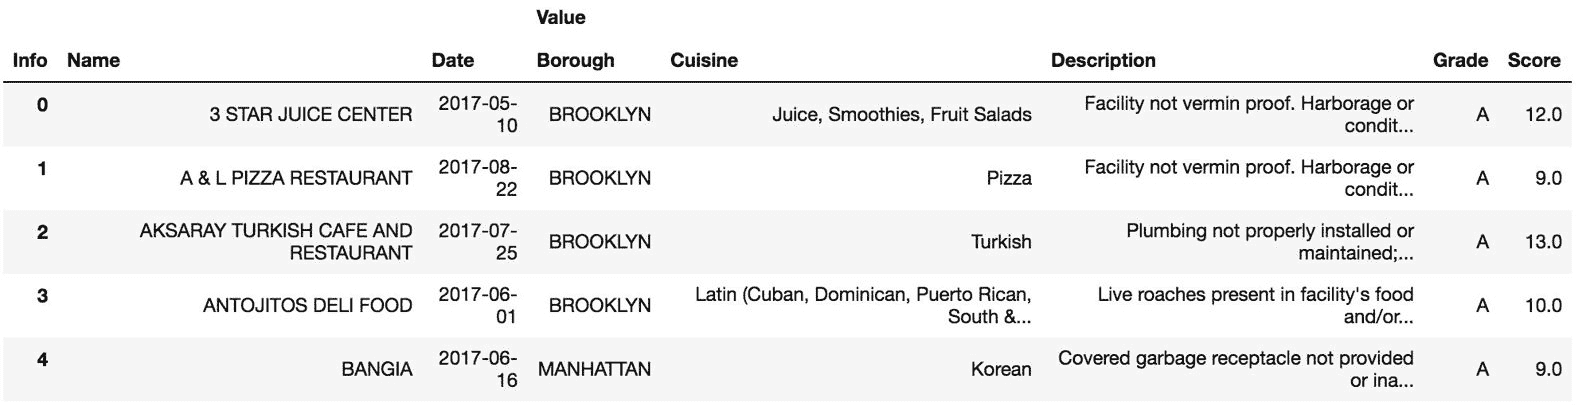 Value
Info Name Date Borough Cuisine Description Grade Score
0 3 STAR JUICE CENTER 2017-05-10 BROOKLYN Juice, Smoothies, Fruit Salads Facility not vermin proof. Harborage or condit... A 12.0
1 A & L PIZZA RESTAURANT 2017-08-22 BROOKLYN Pizza Facility not vermin proof. Harborage or condit... A 9.0
2 AKSARAY TURKISH CAFE AND RESTAURANT 2017-07-25 BROOKLYN Turkish Plumbing not properly installed or maintained;... A 13.0
3 ANTOJITOS DELI FOOD 2017-06-01 BROOKLYN Latin (Cuban, Dominican, Puerto Rican, South &... Live roaches present in facility's food and/or... A 10.0
4 BANGIA 2017-06-16 MANHATTAN Korean Covered garbage receptacle not provided or ina... A 9.0